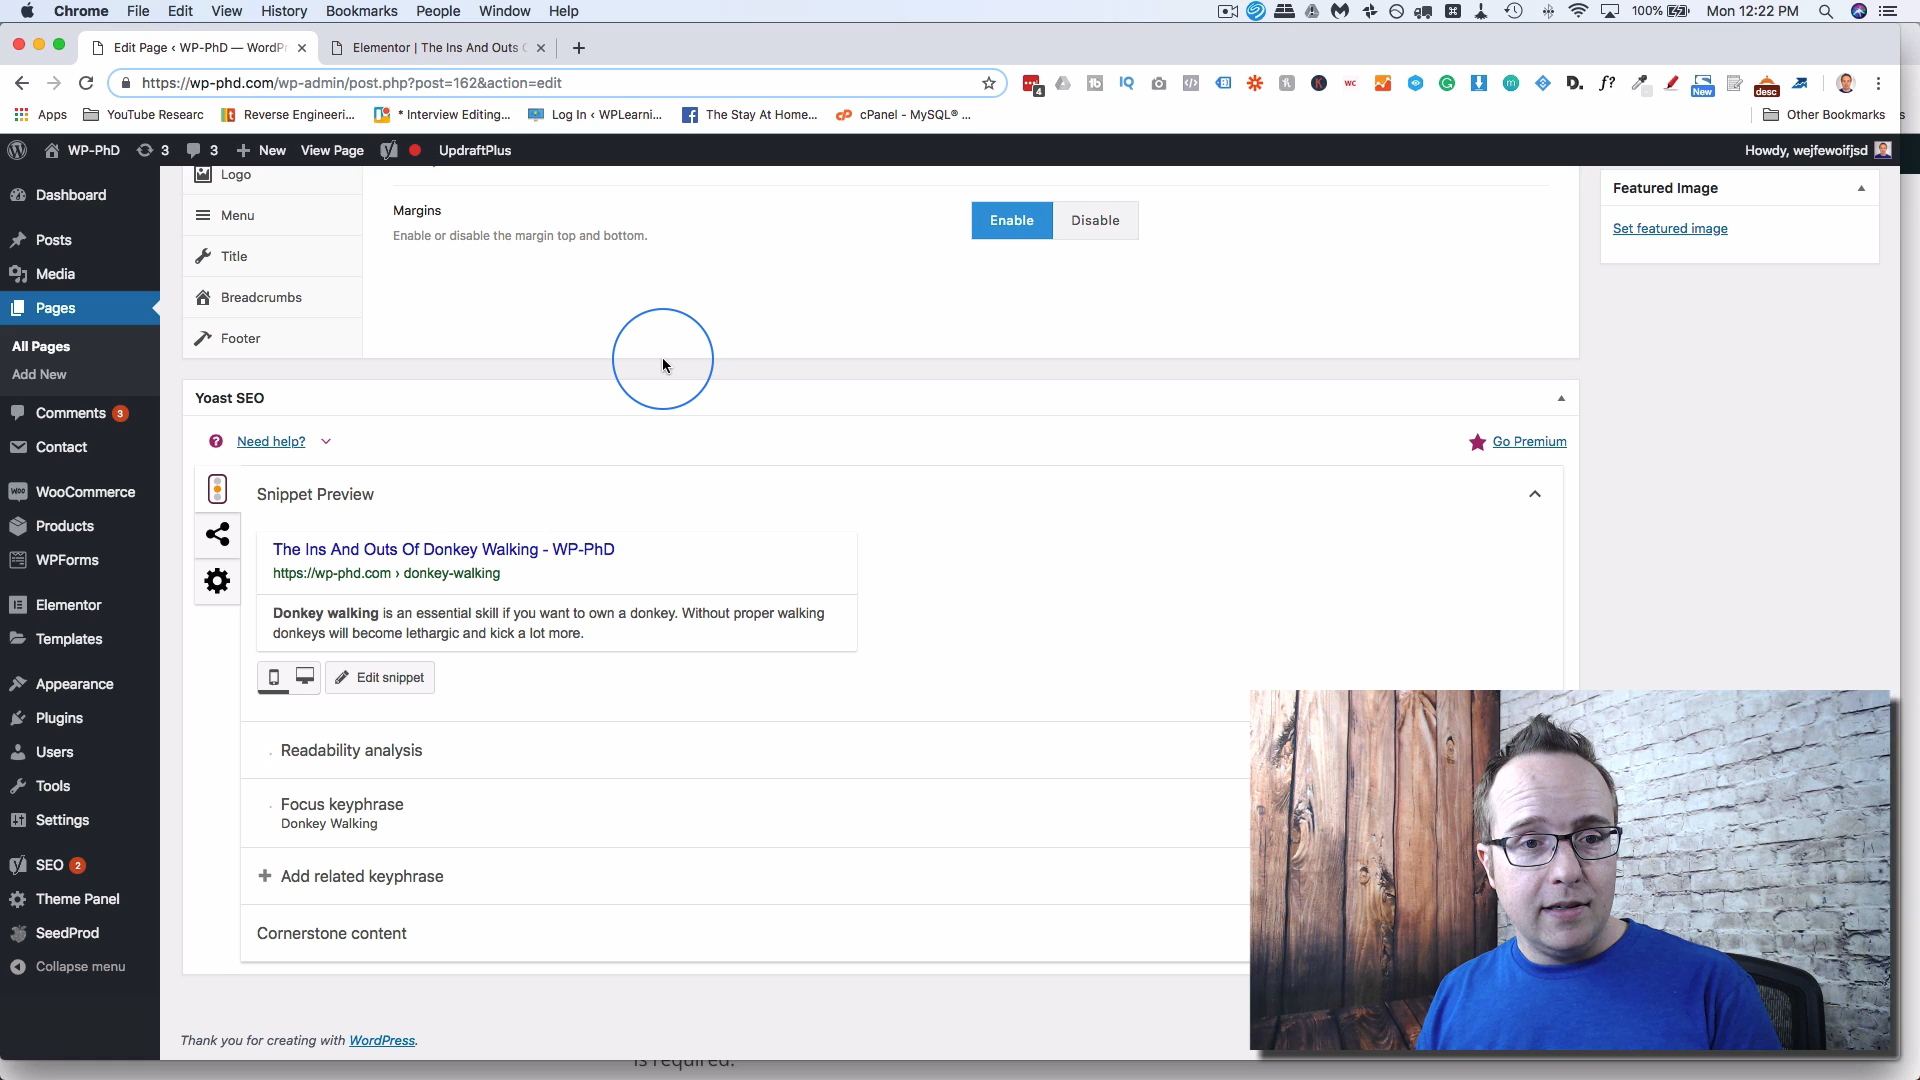 Chrome File Edit View History Bookmarks People Window Help
100% Mon 12:22 PM
Edit Page ‹ WP-PhD — WordPr
Elementor | The Ins And Outs
https://wp-phd.com/wp-admin/post.php?post=162&action=edit
4
New
desc
Apps YouTube Researc Reverse Engineeri... * Interview Editing... Log In ‹ WPLearni... The Stay At Home... cPanel - MySQL® ...
Other Bookmarks
WP-PhD 3 3 New View Page UpdraftPlus
Howdy, wejfewoifjsd
Dashboard
Posts
Media
Pages
All Pages
Add New
Comments 3
Contact
WooCommerce
Products
WPForms
Elementor
Templates
Appearance
Plugins
Users
Tools
Settings
SEO 2
Theme Panel
SeedProd
Collapse menu
Logo
Menu
Title
Breadcrumbs
Footer
Margins
Enable or disable the margin top and bottom.
Enable Disable
Featured Image
Set featured image
Yoast SEO
Need help?
Go Premium
Snippet Preview
The Ins And Outs Of Donkey Walking - WP-PhD
https://wp-phd.com › donkey-walking
Donkey walking is an essential skill if you want to own a donkey. Without proper walking
donkeys will become lethargic and kick a lot more.
Edit snippet
Readability analysis
Focus keyphrase
Donkey Walking
Add related keyphrase
Cornerstone content
Thank you for creating with WordPress.
is required.